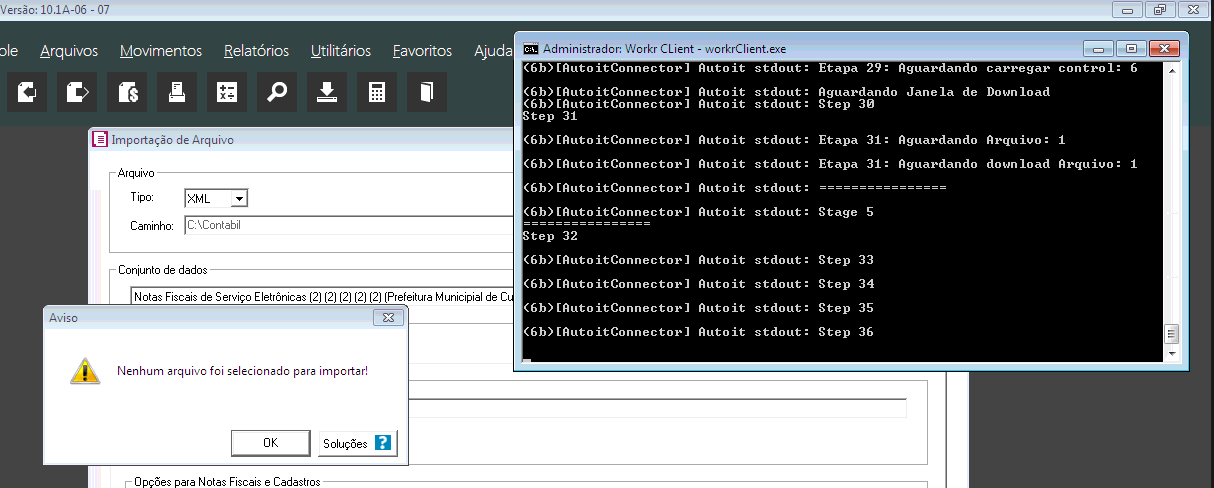 Versão: 10.1A-06 - 07
ole Arquivos Movimentos Relatórios Utilitários Favoritos Ajuda
Administrador: Workr CLient - workrClient.exe
C:\.
(6b)[AutoitConnector] Autoit stdout: Etapa 29: Aguardando carregar control: 6
(6b)[AutoitConnector] Autoit stdout: Aguardando Janela de Download
(6b)[AutoitConnector] Autoit stdout: Step 30
Step 31
(6b)[AutoitConnector] Autoit stdout: Etapa 31: Aguardando Arquivo: 1
(6b)[AutoitConnector] Autoit stdout: Etapa 31: Aguardando download Arquivo: 1
(6b)[AutoitConnector] Autoit stdout: ================
(6b)[AutoitConnector] Autoit stdout: Stage 5
================
Step 32
(6b)[AutoitConnector] Autoit stdout: Step 33
(6b)[AutoitConnector] Autoit stdout: Step 34
(6b)[AutoitConnector] Autoit stdout: Step 35
(6b)[AutoitConnector] Autoit stdout: Step 36
Importação de Arquivo
Arquivo
Tipo: XML
Caminho: C:\Contabil
Conjunto de dados
Notas Fiscais de Serviço Eletrônicas (2) (2) (2) (2) (2) (Prefeitura Municipial de Cu
Aviso
Nenhum arquivo foi selecionado para importar!
OK Soluções ?
Opções para Notas Fiscais e Cadastros